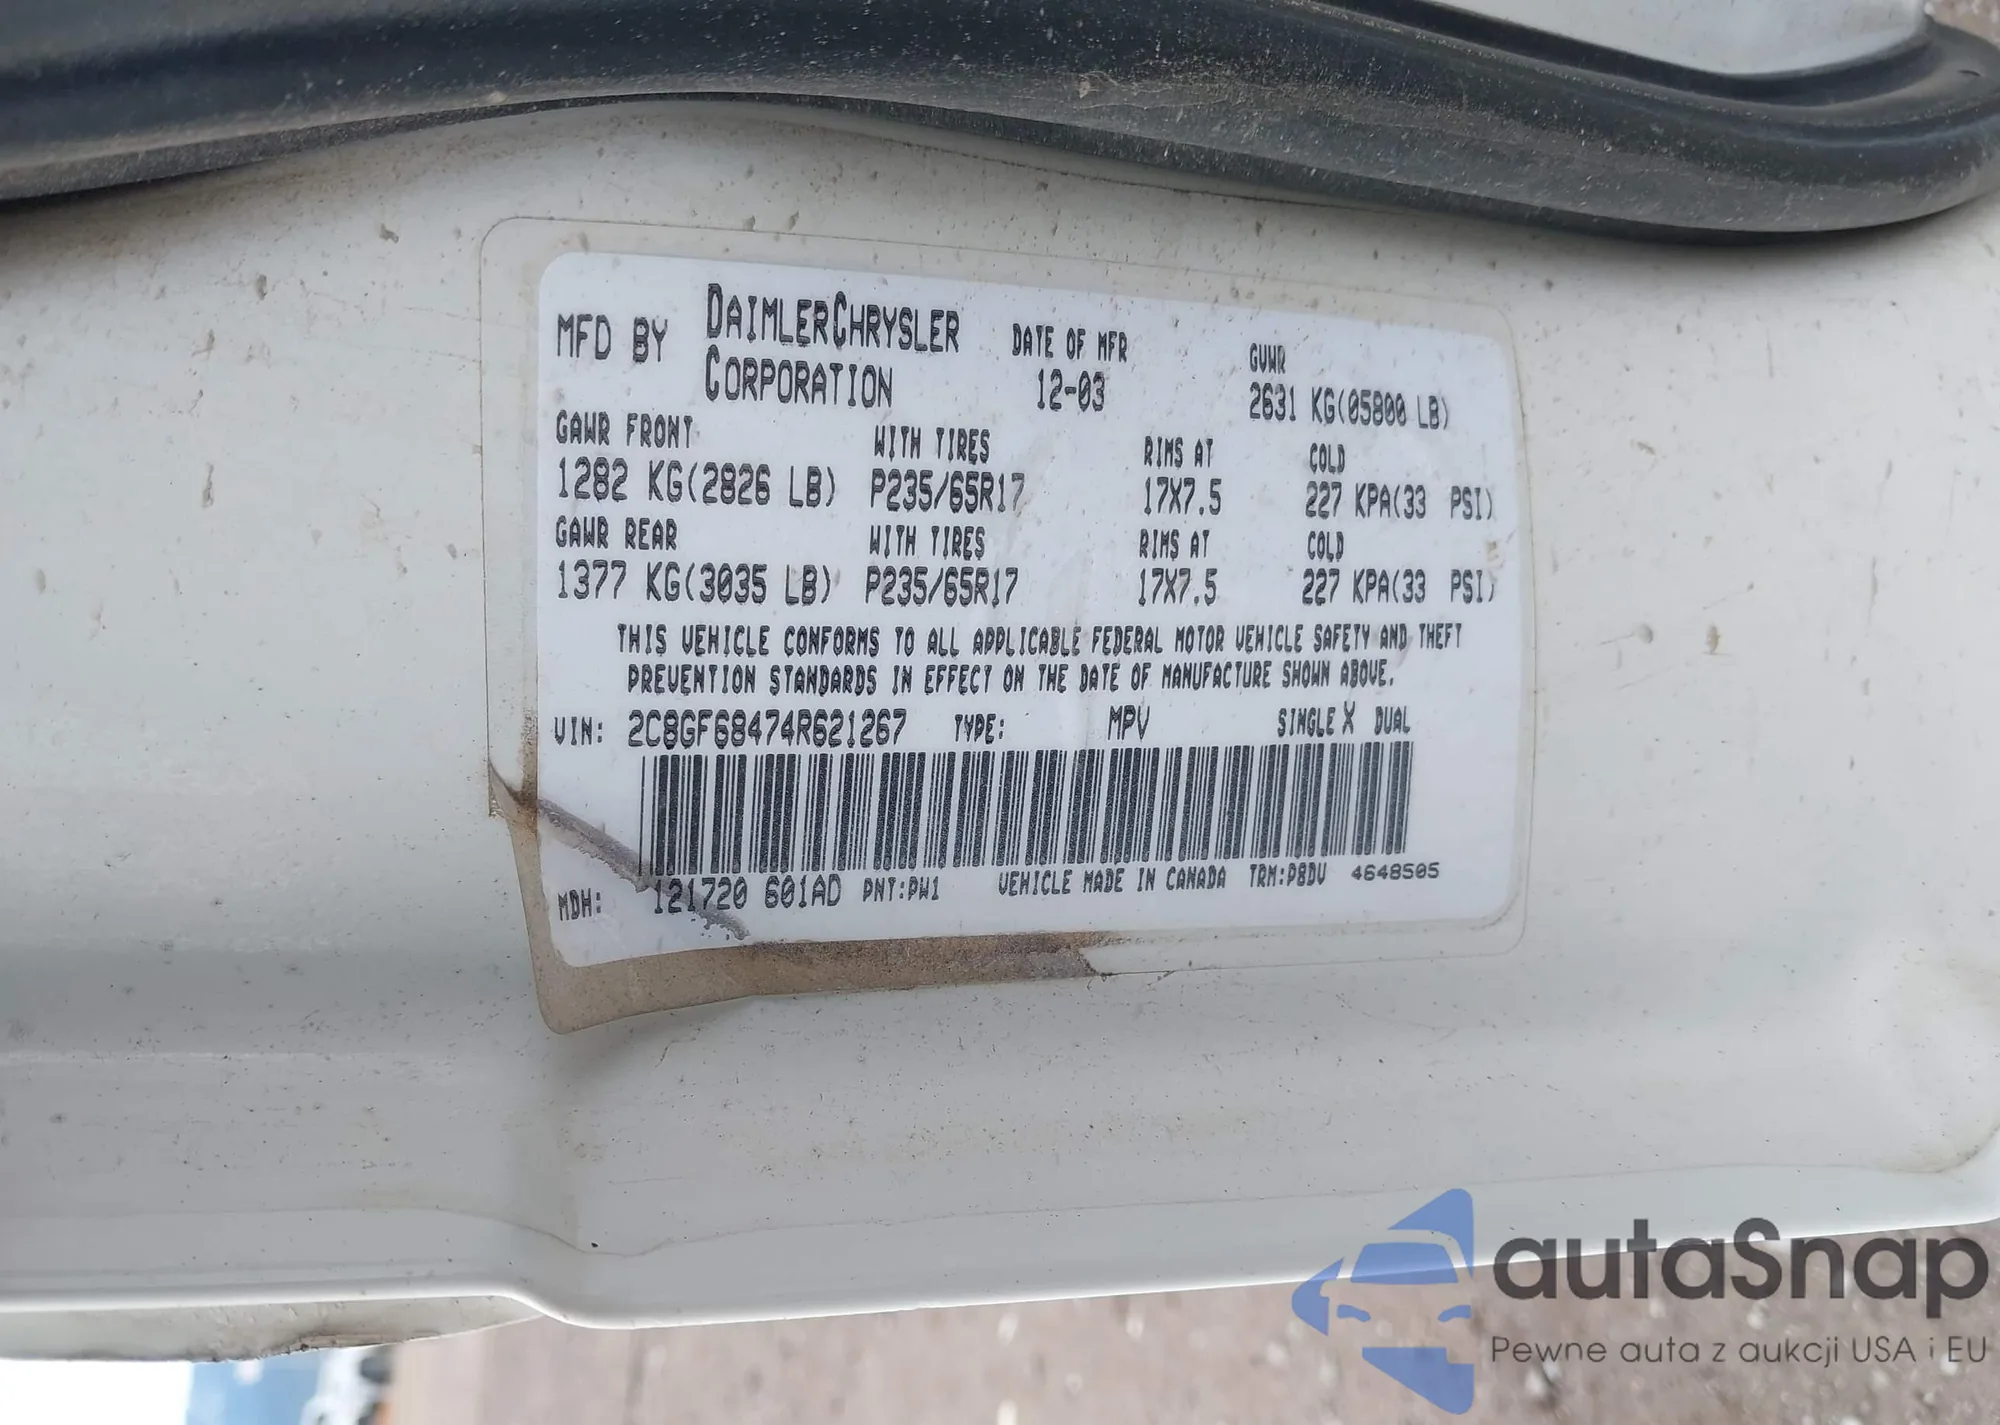 MFD BY DAIMLERCHRYSLER CORPORATION DATE OF MFR 12-03 GVWR 2631 KG(05800 LB)
GAWR FRONT WITH TIRES RIMS AT COLD
1282 KG(2826 LB) P235/65R17 17X7.5 227 KPA(33 PSI)
GAWR REAR WITH TIRES RIMS AT COLD
1377 KG(3035 LB) P235/65R17 17X7.5 227 KPA(33 PSI)
THIS VEHICLE CONFORMS TO ALL APPLICABLE FEDERAL MOTOR VEHICLE SAFETY AND THEFT
PREVENTION STANDARDS IN EFFECT ON THE DATE OF MANUFACTURE SHOWN ABOVE.
VIN: 2C8GF68474R621267 TYPE: MPV SINGLE X DUAL
MDH: 121720 601AD PNT:PW1 VEHICLE MADE IN CANADA TRM:P8DV 4648505
autaSnap
Pewne auta z aukcji USA i EU